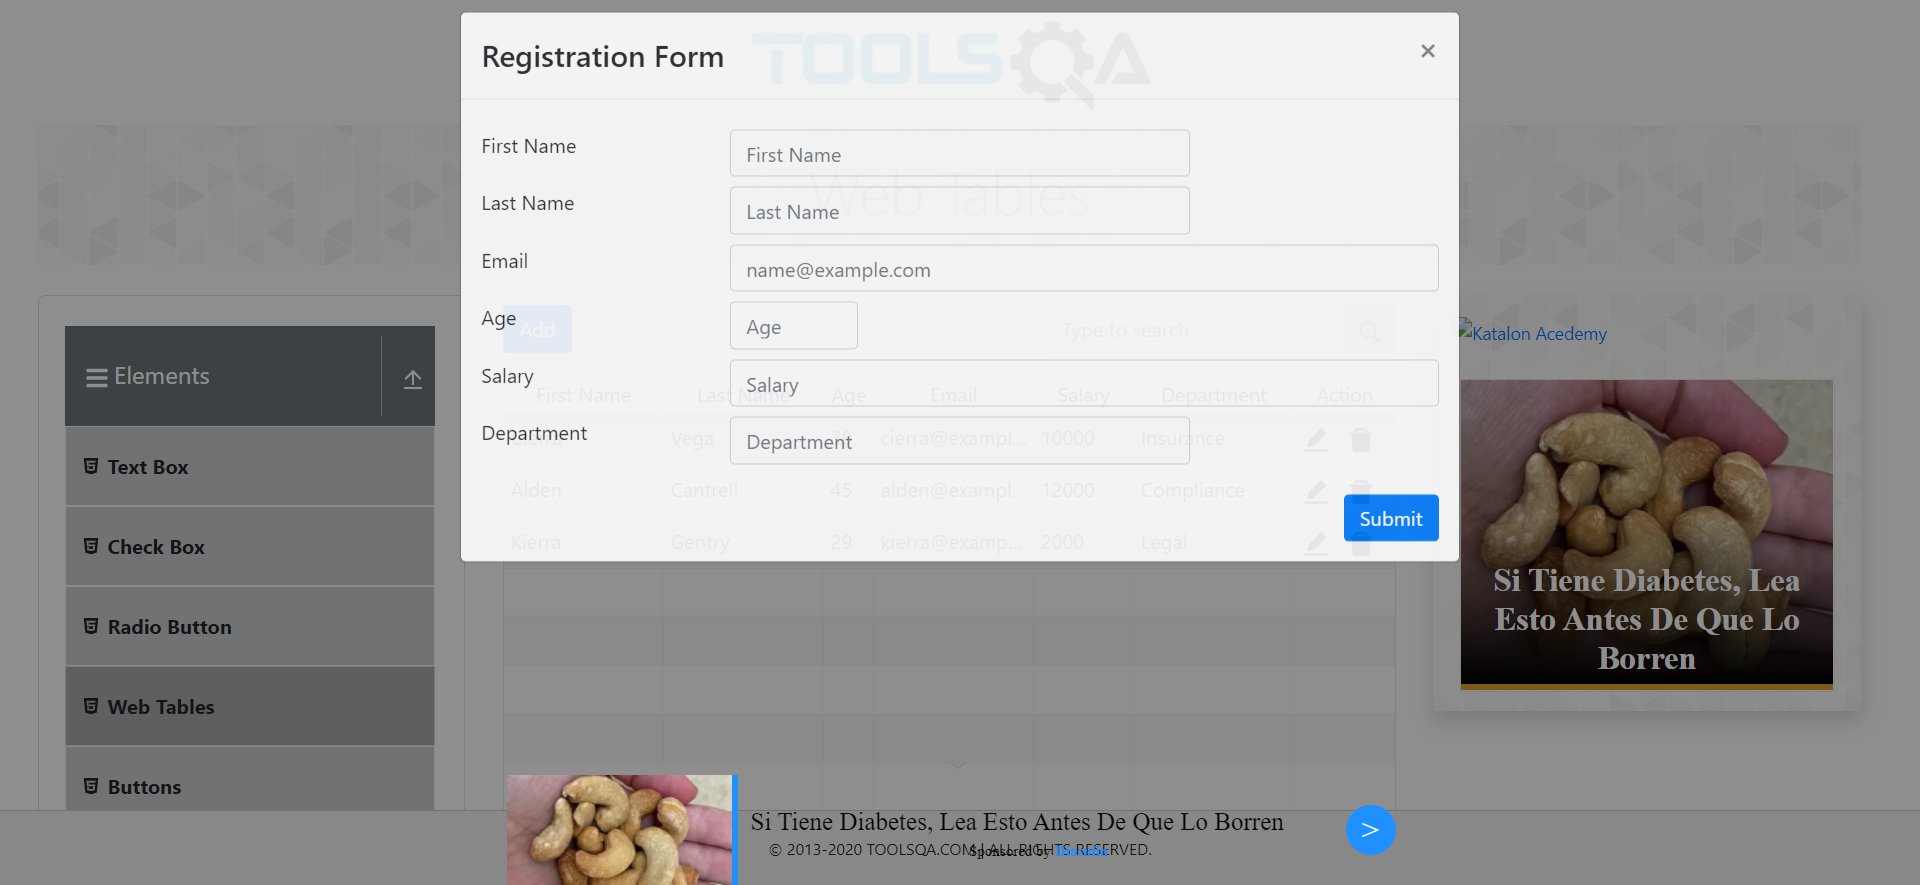 TOOLSQA
Registration Form
×
First Name
First Name
Web Tables
Last Name
Last Name
Email
name@example.com
Age
Age
Add
Type to search
Salary
Salary
First Name Last Name Age Email Salary Department Action
Department
Department
Vega cierra@exampl... 10000 Insurance
Alden Cantrell 45 alden@exampl... 12000 Compliance
Submit
Kierra Gentry 29 kierra@examp... 2000 Legal
Elements
Text Box
Check Box
Radio Button
Web Tables
Buttons
Katalon Acedemy
Si Tiene Diabetes, Lea
Esto Antes De Que Lo
Borren
Si Tiene Diabetes, Lea Esto Antes De Que Lo Borren
>
© 2013-2020 TOOLSQA.COM | ALL RIGHTS RESERVED.
Sponsored by